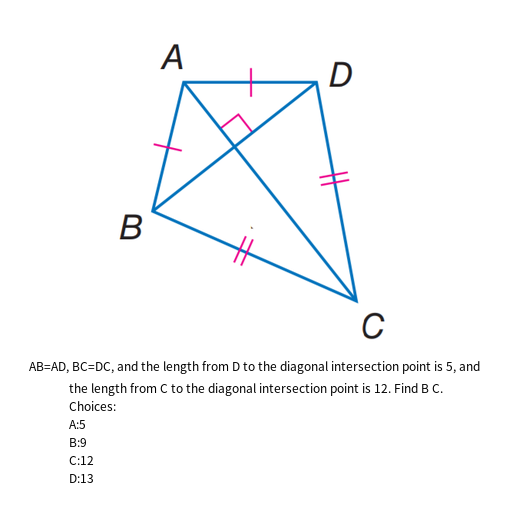 A
D
B
C
AB=AD, BC=DC, and the length from D to the diagonal intersection point is 5, and
the length from C to the diagonal intersection point is 12. Find B C.
Choices:
A:5
B:9
C:12
D:13